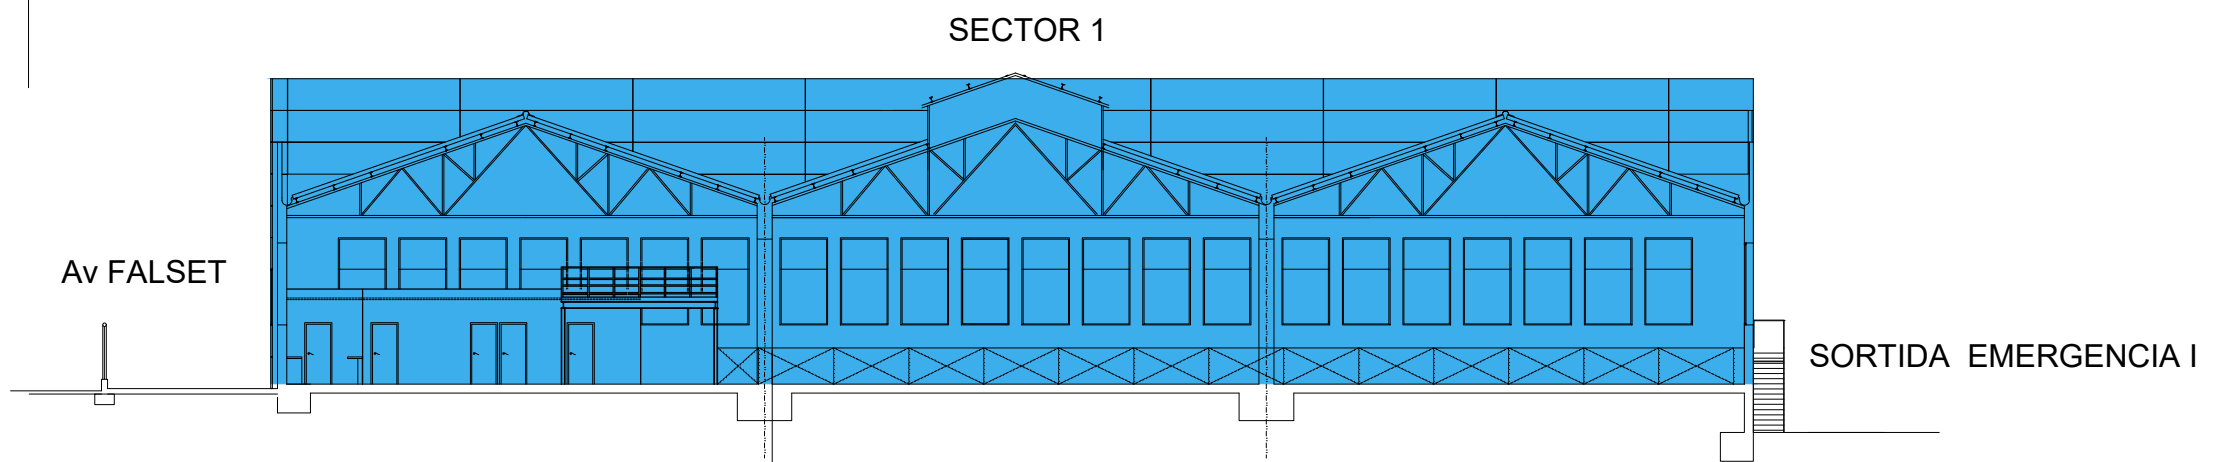 SECTOR 1
Av FALSET
SORTIDA EMERGENCIA I